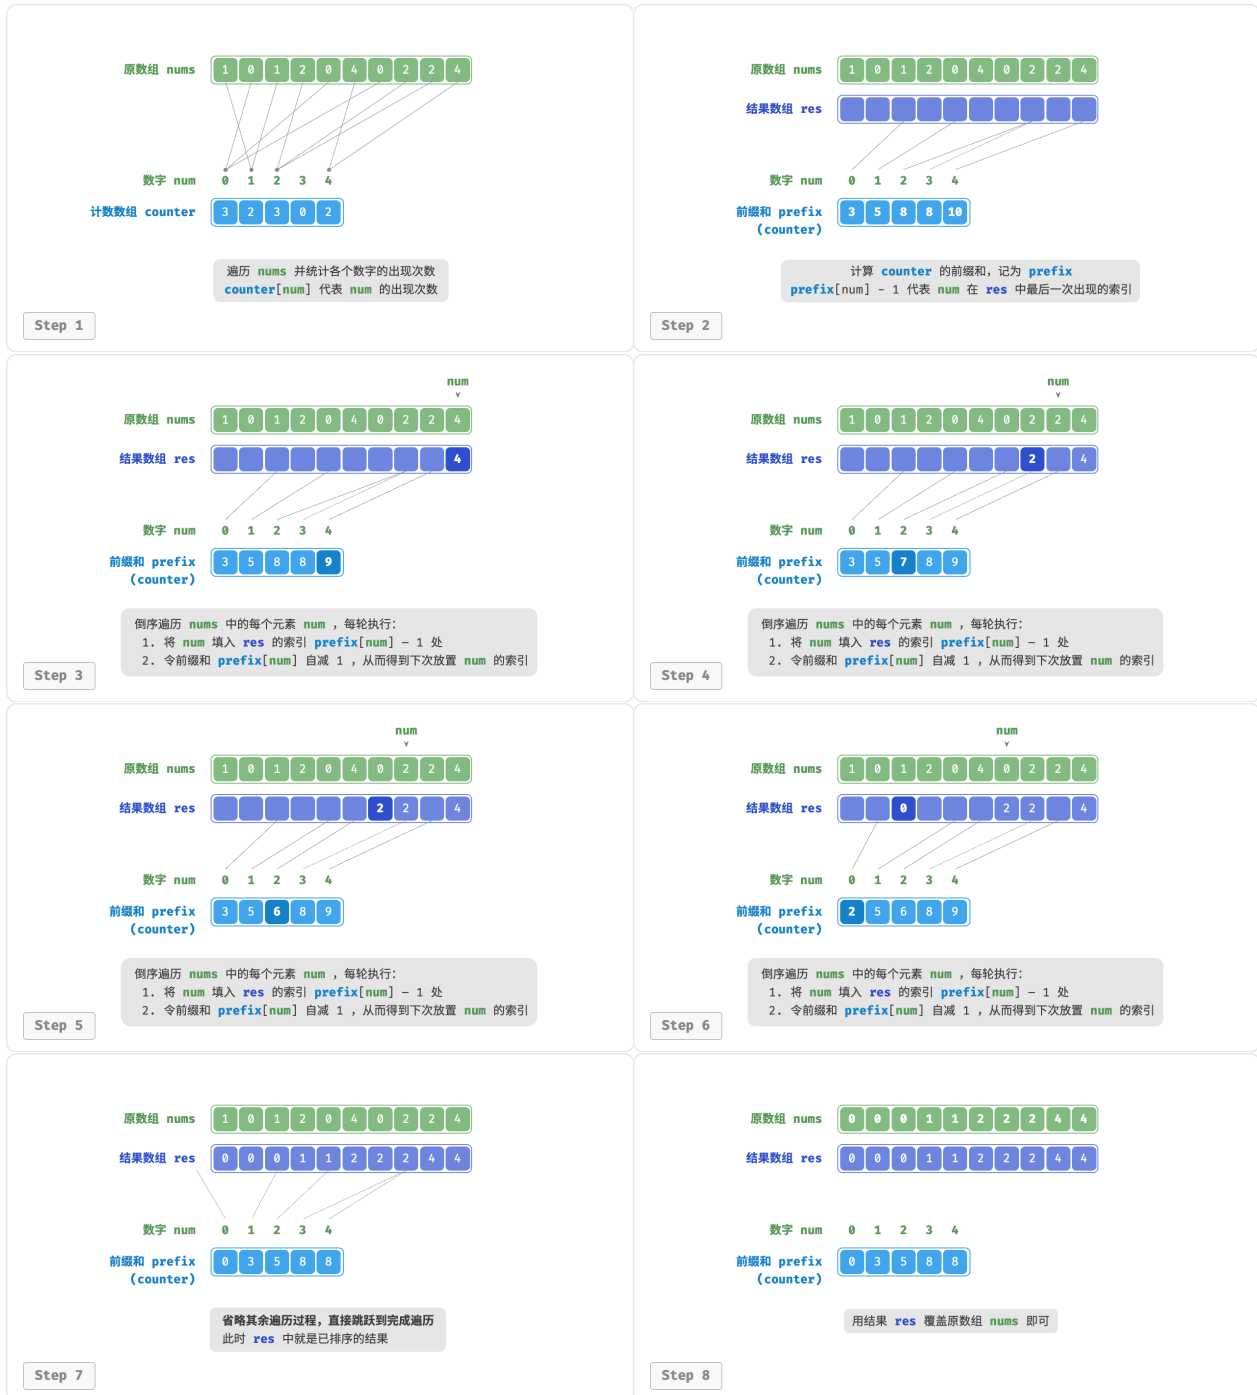 原数组 nums 1 0 1 2 0 4 0 2 2 4
数字 num 0 1 2 3 4
计数数组 counter 3 2 3 0 2
遍历 nums 并统计各个数字的出现次数
counter[num] 代表 num 的出现次数
Step 1
原数组 nums 1 0 1 2 0 4 0 2 2 4
结果数组 res
数字 num 0 1 2 3 4
前缀和 prefix 3 5 8 8 10
(counter)
计算 counter 的前缀和，记为 prefix
prefix[num] - 1 代表 num 在 res 中最后一次出现的索引
Step 2
num
原数组 nums 1 0 1 2 0 4 0 2 2 4
结果数组 res 4
数字 num 0 1 2 3 4
前缀和 prefix 3 5 8 8 9
(counter)
倒序遍历 nums 中的每个元素 num ，每轮执行：
1. 将 num 填入 res 的索引 prefix[num] – 1 处
2. 令前缀和 prefix[num] 自减 1 ，从而得到下次放置 num 的索引
Step 3
num
原数组 nums 1 0 1 2 0 4 0 2 2 4
结果数组 res 2 4
数字 num 0 1 2 3 4
前缀和 prefix 3 5 7 8 9
(counter)
倒序遍历 nums 中的每个元素 num ，每轮执行：
1. 将 num 填入 res 的索引 prefix[num] – 1 处
2. 令前缀和 prefix[num] 自减 1 ，从而得到下次放置 num 的索引
Step 4
num
原数组 nums 1 0 1 2 0 4 0 2 2 4
结果数组 res 2 2 4
数字 num 0 1 2 3 4
前缀和 prefix 3 5 6 8 9
(counter)
倒序遍历 nums 中的每个元素 num ，每轮执行：
1. 将 num 填入 res 的索引 prefix[num] – 1 处
2. 令前缀和 prefix[num] 自减 1 ，从而得到下次放置 num 的索引
Step 5
num
原数组 nums 1 0 1 2 0 4 0 2 2 4
结果数组 res 0 2 2 4
数字 num 0 1 2 3 4
前缀和 prefix 2 5 6 8 9
(counter)
倒序遍历 nums 中的每个元素 num ，每轮执行：
1. 将 num 填入 res 的索引 prefix[num] – 1 处
2. 令前缀和 prefix[num] 自减 1 ，从而得到下次放置 num 的索引
Step 6
原数组 nums 1 0 1 2 0 4 0 2 2 4
结果数组 res 0 0 0 1 1 2 2 2 4 4
数字 num 0 1 2 3 4
前缀和 prefix 0 3 5 8 8
(counter)
省略其余遍历过程，直接跳跃到完成遍历
此时 res 中就是已排序的结果
Step 7
原数组 nums 0 0 0 1 1 2 2 2 4 4
结果数组 res 0 0 0 1 1 2 2 2 4 4
数字 num 0 1 2 3 4
前缀和 prefix 0 3 5 8 8
(counter)
用结果 res 覆盖原数组 nums 即可
Step 8